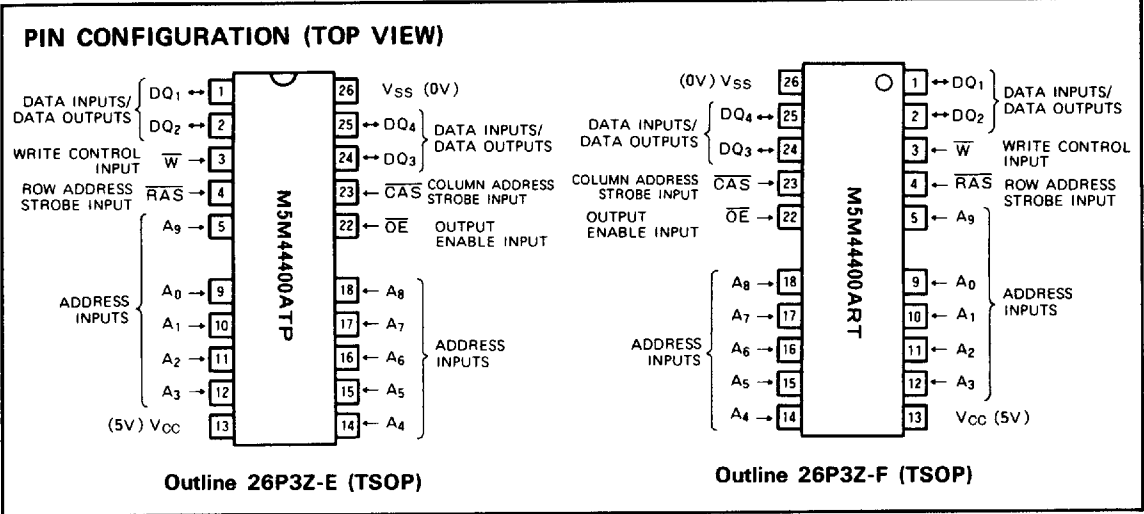 PIN CONFIGURATION (TOP VIEW)
DATA INPUTS/
DATA OUTPUTS
DQ1 ↔ 1
DQ2 ↔ 2
WRITE CONTROL
INPUT
W̅ → 3
ROW ADDRESS
STROBE INPUT
R̅A̅S̅ → 4
A9 → 5
ADDRESS
INPUTS
A0 → 9
A1 → 10
A2 → 11
A3 → 12
(5V) VCC 13
M5M44400ATP
26 VSS (0V)
25 ↔ DQ4
24 ↔ DQ3
DATA INPUTS/
DATA OUTPUTS
23 ← C̅A̅S̅
COLUMN ADDRESS
STROBE INPUT
22 ← O̅E̅
OUTPUT
ENABLE INPUT
18 ← A8
17 ← A7
16 ← A6
15 ← A5
14 ← A4
ADDRESS
INPUTS
Outline 26P3Z-E (TSOP)
(0V) VSS 26
DATA INPUTS/
DATA OUTPUTS
DQ4 ↔ 25
DQ3 ↔ 24
COLUMN ADDRESS
STROBE INPUT
C̅A̅S̅ → 23
OUTPUT
ENABLE INPUT
O̅E̅ → 22
ADDRESS
INPUTS
A8 → 18
A7 → 17
A6 → 16
A5 → 15
A4 → 14
M5M44400ART
1 ↔ DQ1
2 ↔ DQ2
DATA INPUTS/
DATA OUTPUTS
3 ← W̅
WRITE CONTROL
INPUT
4 ← R̅A̅S̅
ROW ADDRESS
STROBE INPUT
5 ← A9
9 ← A0
10 ← A1
11 ← A2
12 ← A3
ADDRESS
INPUTS
13 VCC (5V)
Outline 26P3Z-F (TSOP)